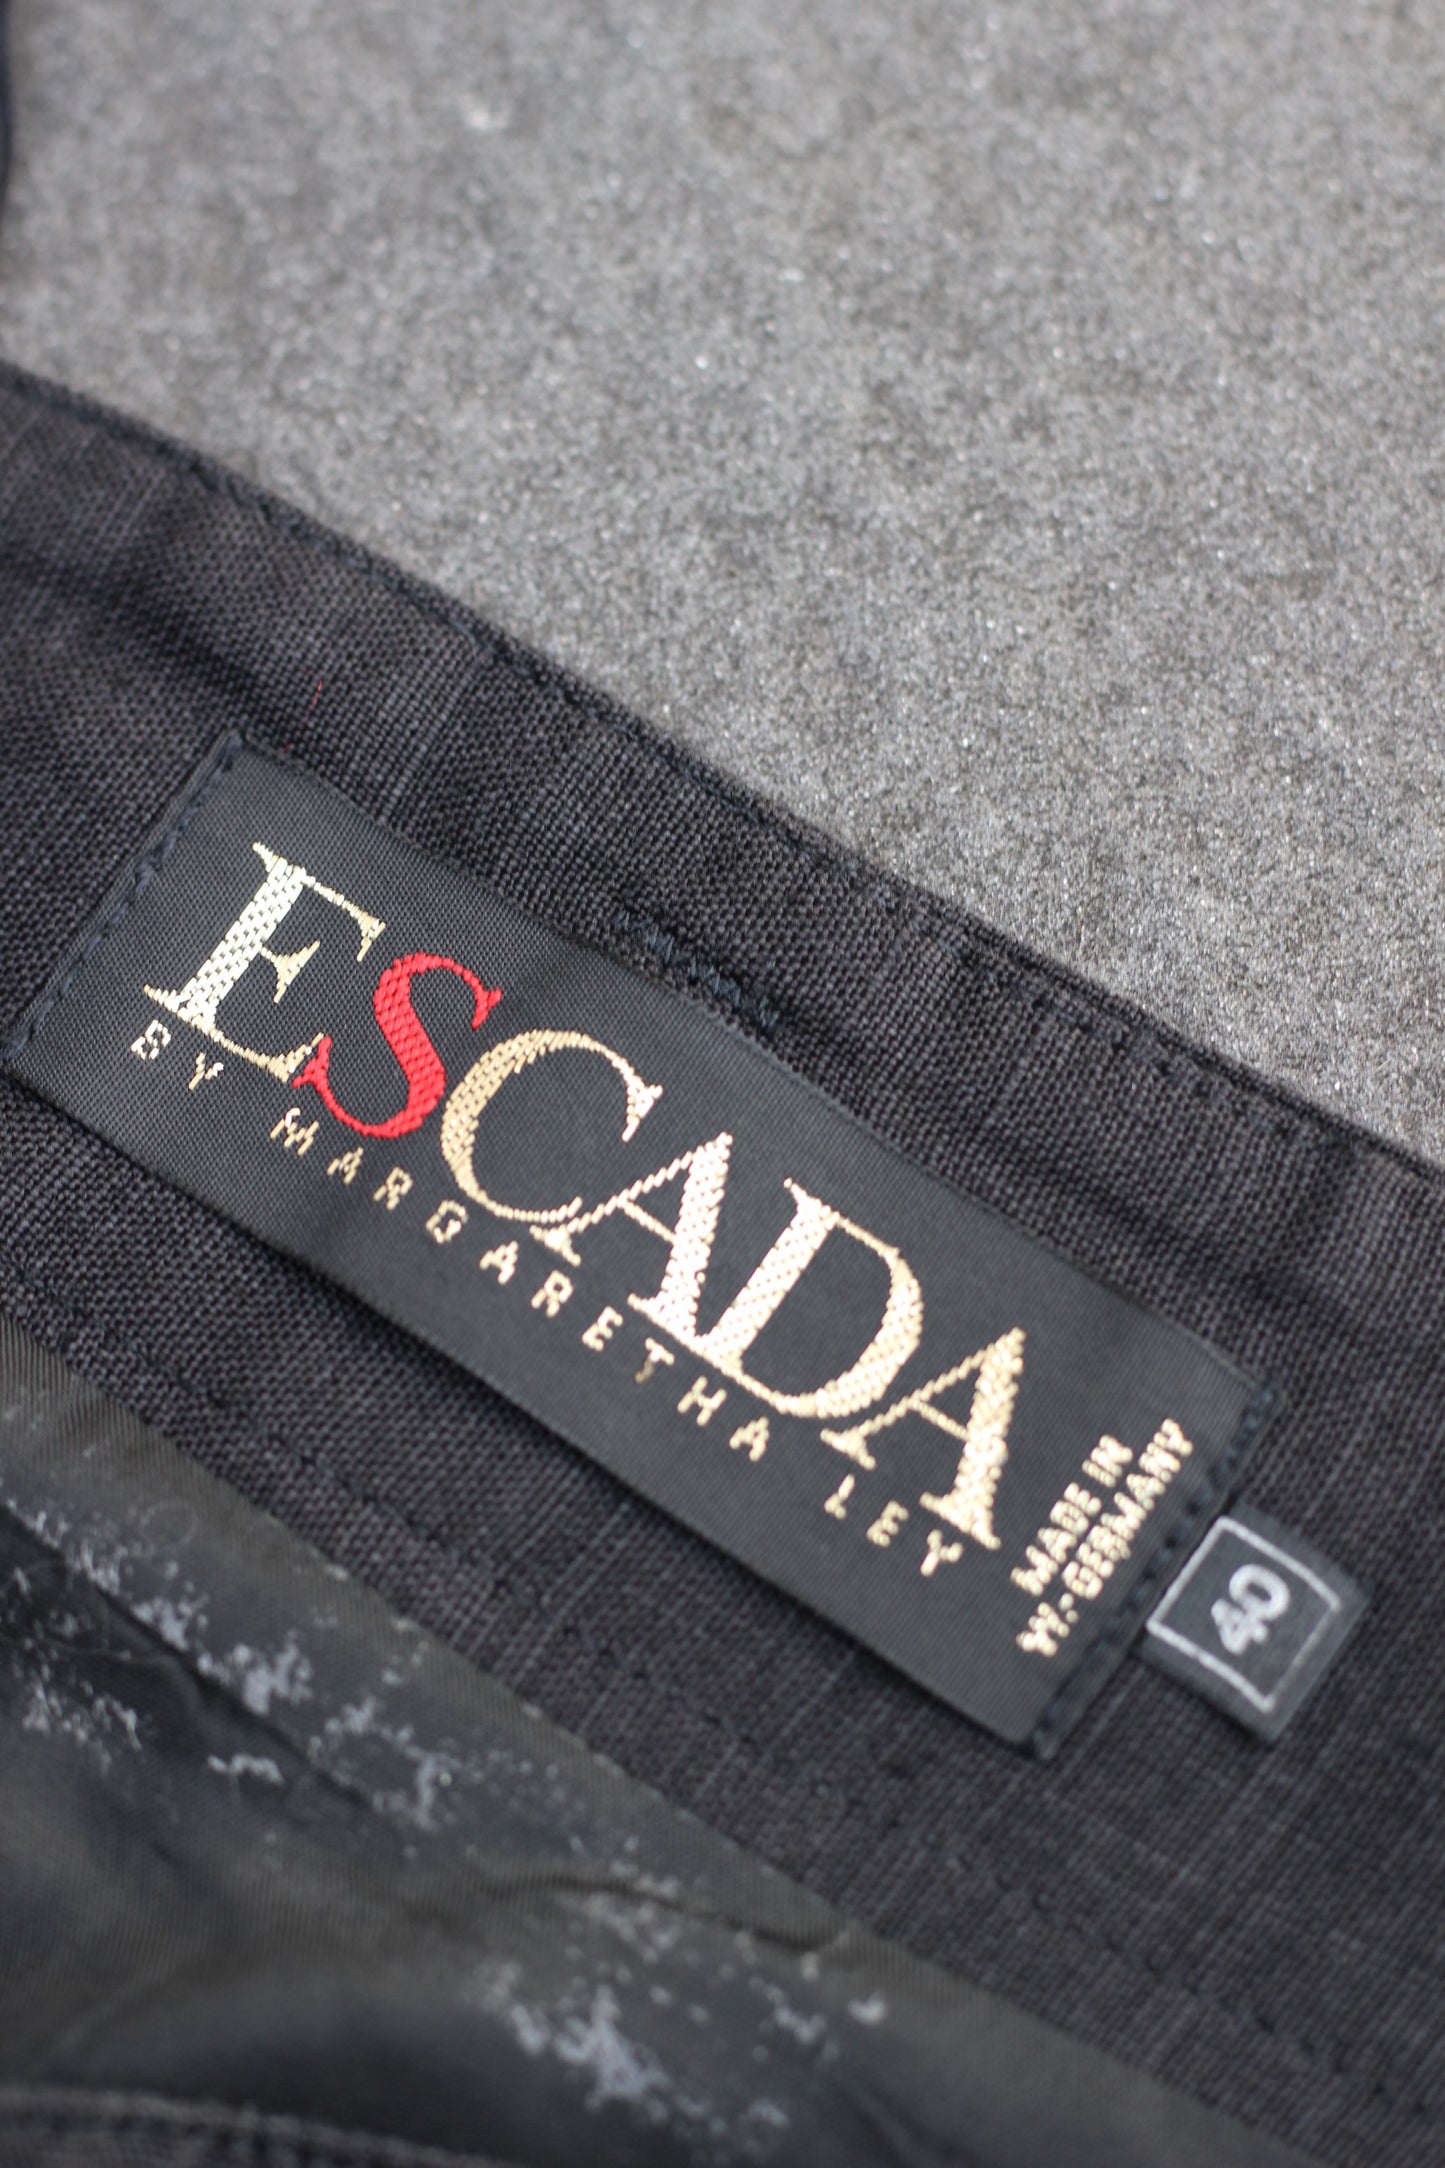 ESCADA
BY MARGARETHA LEY
MADE IN
W.-GERMANY
40